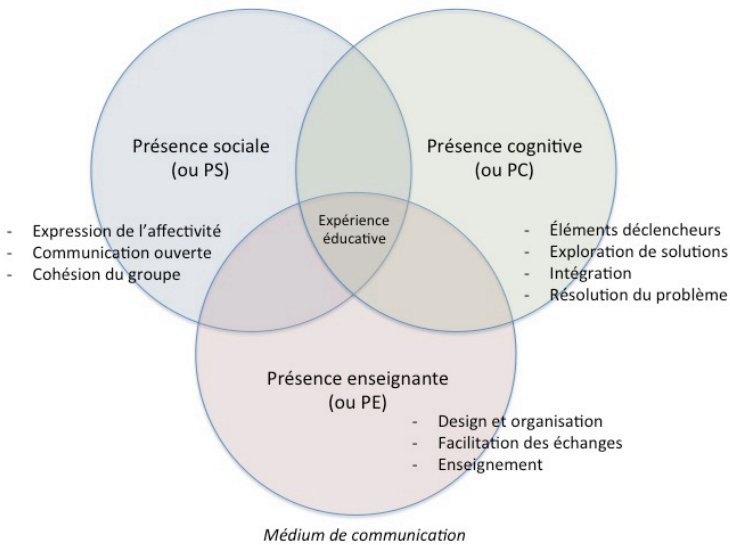 Présence sociale
(ou PS)
- Expression de l’affectivité
- Communication ouverte
- Cohésion du groupe
Présence cognitive
(ou PC)
- Éléments déclencheurs
- Exploration de solutions
- Intégration
- Résolution du problème
Expérience
éducative
Présence enseignante
(ou PE)
- Design et organisation
- Facilitation des échanges
- Enseignement
Médium de communication